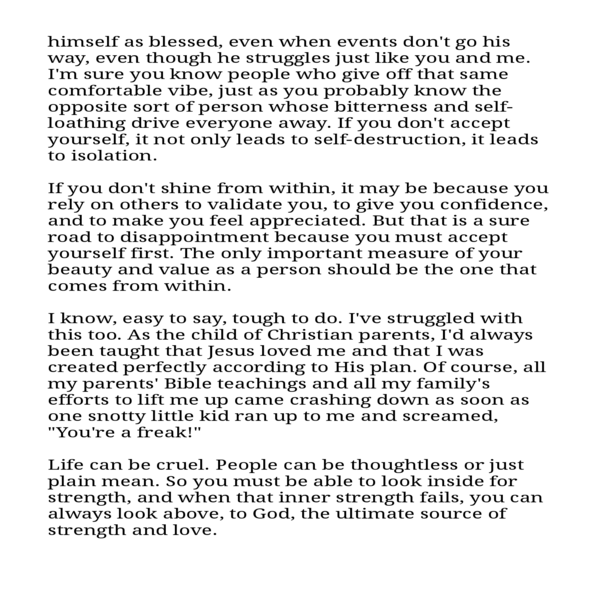 himself as blessed, even when events don't go his
way, even though he struggles just like you and me.
I'm sure you know people who give off that same
comfortable vibe, just as you probably know the
opposite sort of person whose bitterness and self-
loathing drive everyone away. If you don't accept
yourself, it not only leads to self-destruction, it leads
to isolation.
If you don't shine from within, it may be because you
rely on others to validate you, to give you confidence,
and to make you feel appreciated. But that is a sure
road to disappointment because you must accept
yourself first. The only important measure of your
beauty and value as a person should be the one that
comes from within.
I know, easy to say, tough to do. I've struggled with
this too. As the child of Christian parents, I'd always
been taught that Jesus loved me and that I was
created perfectly according to His plan. Of course, all
my parents' Bible teachings and all my family's
efforts to lift me up came crashing down as soon as
one snotty little kid ran up to me and screamed,
"You're a freak!"
Life can be cruel. People can be thoughtless or just
plain mean. So you must be able to look inside for
strength, and when that inner strength fails, you can
always look above, to God, the ultimate source of
strength and love.